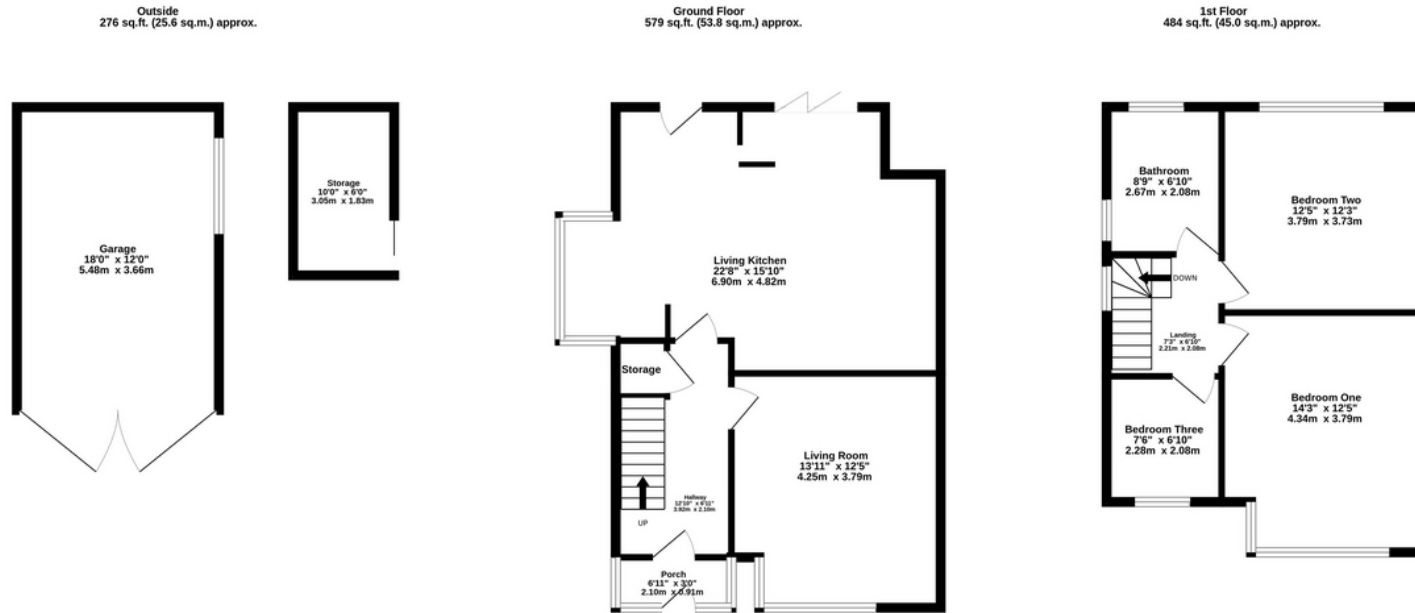 Outside
276 sq.ft. (25.6 sq.m.) approx.
Ground Floor
579 sq.ft. (53.8 sq.m.) approx.
1st Floor
484 sq.ft. (45.0 sq.m.) approx.
Garage
18'0" x 12'0"
5.48m x 3.66m
Storage
10'0" x 6'0"
3.05m x 1.83m
Living Kitchen
22'8" x 15'10"
6.90m x 4.82m
Storage
Living Room
13'11" x 12'5"
4.25m x 3.79m
Hallway
12'10" x 6'11"
3.92m x 2.10m
UP
Porch
6'11" x 3'0"
2.10m x 0.91m
Bathroom
8'9" x 6'10"
2.67m x 2.08m
Bedroom Two
12'5" x 12'3"
3.79m x 3.73m
DOWN
Landing
7'3" x 6'10"
2.21m x 2.08m
Bedroom One
14'3" x 12'5"
4.34m x 3.79m
Bedroom Three
7'6" x 6'10"
2.28m x 2.08m